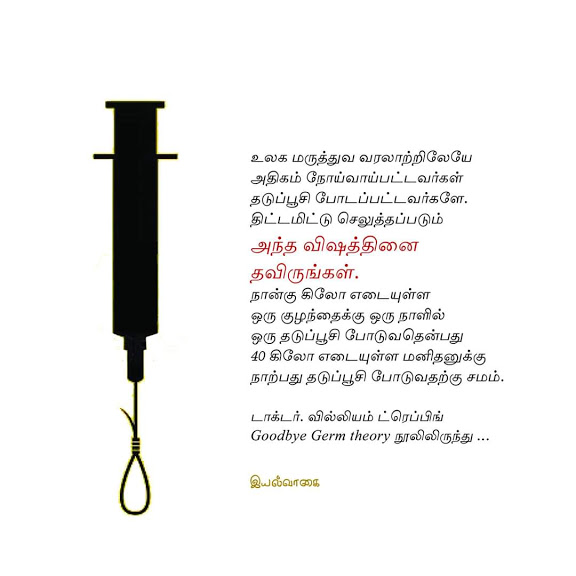 உலக மருத்துவ வரலாற்றிலேயே
அதிகம் நோய்வாய்பட்டவர்கள்
தடுப்பூசி போடப்பட்டவர்களே.
திட்டமிட்டு செலுத்தப்படும்
அந்த விஷத்தினை
தவிருங்கள்.
நான்கு கிலோ எடையுள்ள
ஒரு குழந்தைக்கு ஒரு நாளில்
ஒரு தடுப்பூசி போடுவதென்பது
40 கிலோ எடையுள்ள மனிதனுக்கு
நாற்பது தடுப்பூசி போடுவதற்கு சமம்.
டாக்டர். வில்லியம் ட்ரெப்பிங்
Goodbye Germ theory நூலிலிருந்து ...
இயல்வாகை